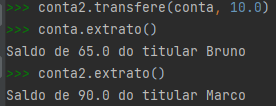 >>> conta2.transfere(conta, 10.0)
>>> conta.extrato()
Saldo de 65.0 do titular Bruno
>>> conta2.extrato()
Saldo de 90.0 do titular Marco